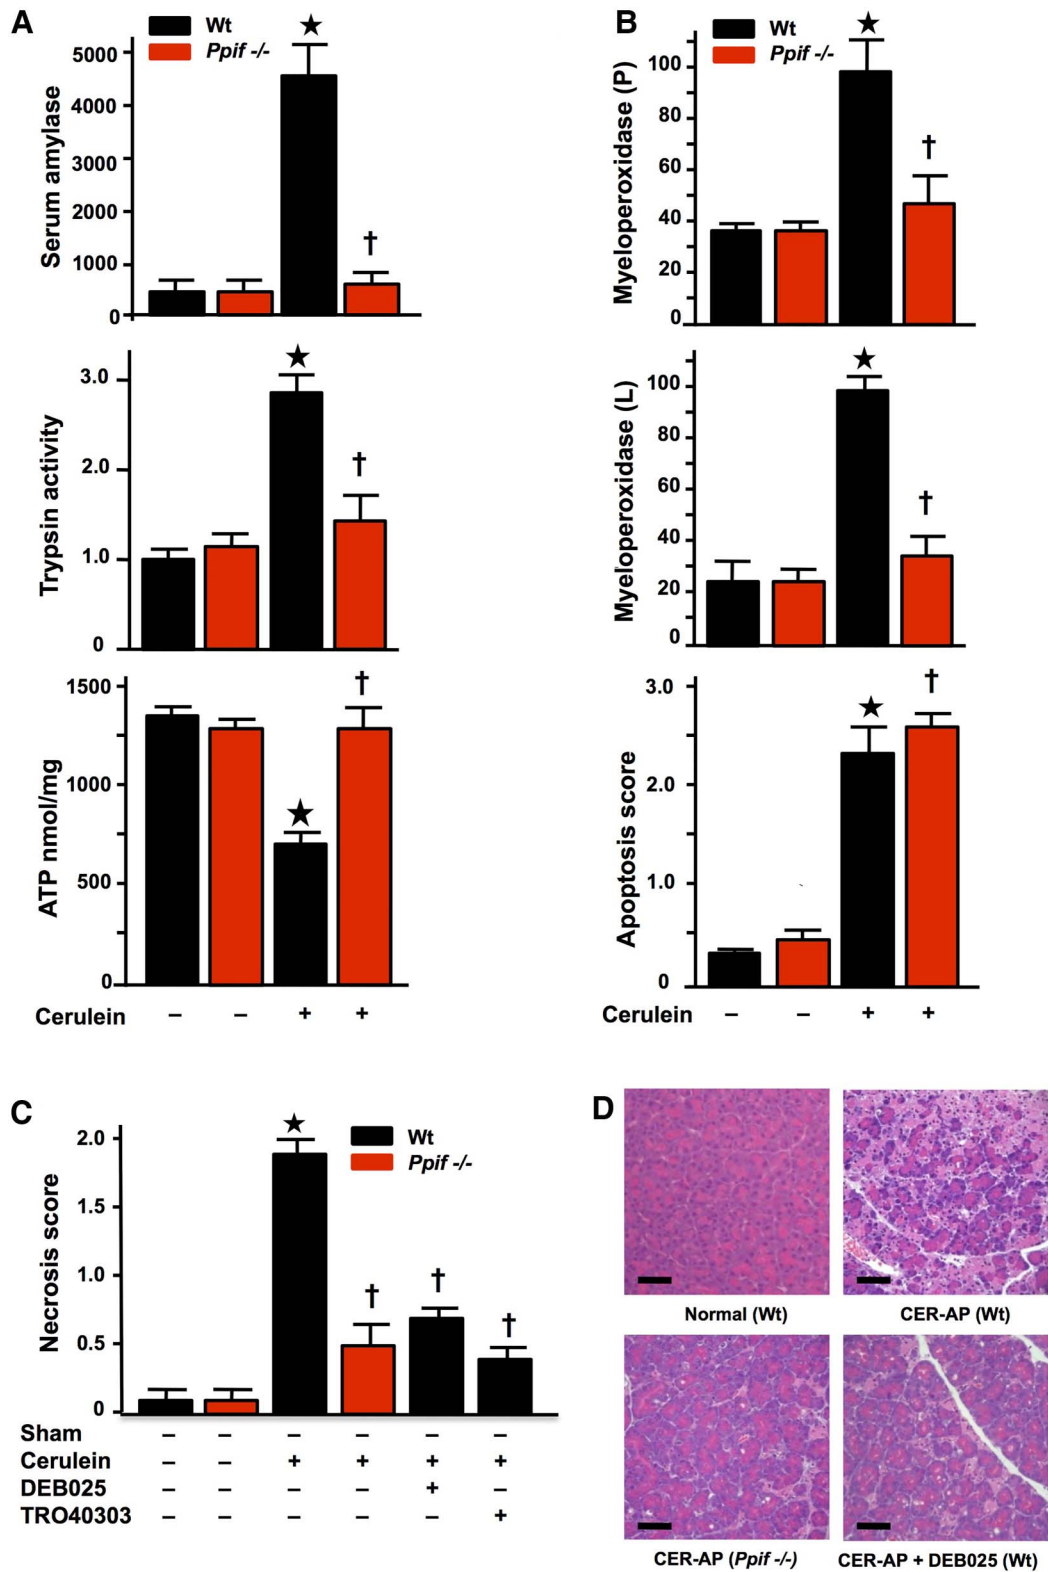 A
Wt
Ppif -/-
★
5000
4000
3000
2000
1000
0
Serum amylase
†
★
3.0
2.0
1.0
0
Trypsin activity
†
1500
1000
500
0
ATP nmol/mg
★
†
Cerulein – – + +
B
Wt
Ppif -/-
★
100
80
60
40
20
0
Myeloperoxidase (P)
†
★
100
80
60
40
20
0
Myeloperoxidase (L)
†
3.0
2.0
1.0
0
Apoptosis score
★
†
Cerulein – – + +
C
Wt
Ppif -/-
★
2.0
1.5
1.0
0.5
0
Necrosis score
† † †
Sham – – – – – –
Cerulein – – + + + +
DEB025 – – – – + –
TRO40303 – – – – – +
D
Normal (Wt)
CER-AP (Wt)
CER-AP (Ppif -/-)
CER-AP + DEB025 (Wt)